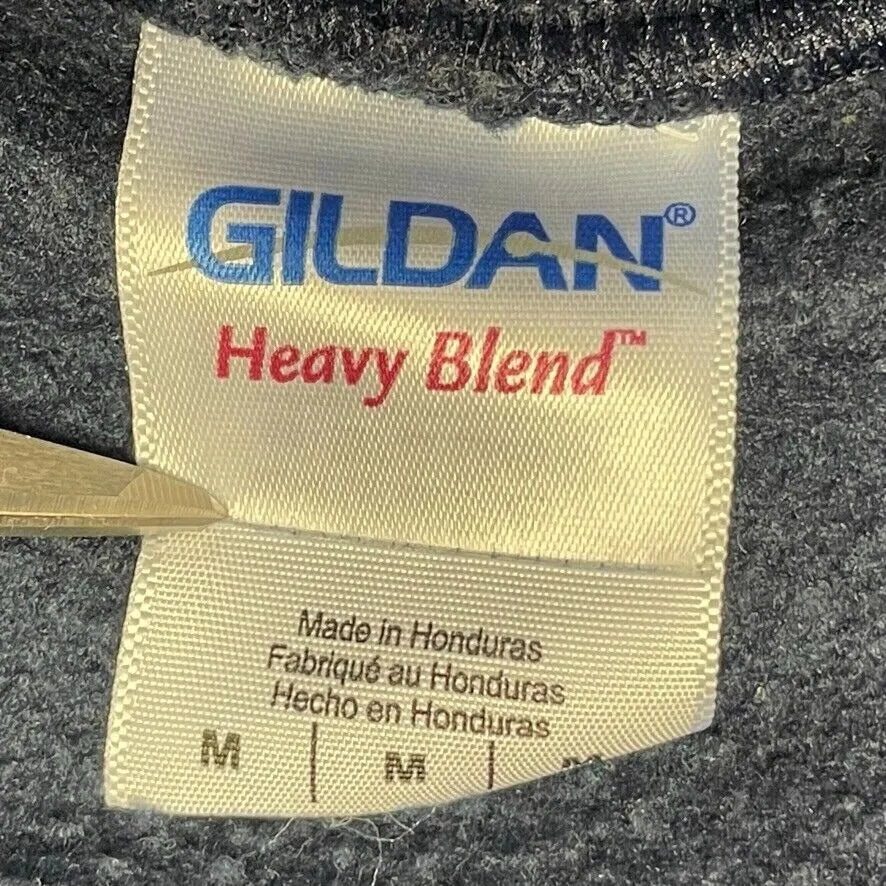 GILDAN®
Heavy Blend™
Made in Honduras
Fabriqué au Honduras
Hecho en Honduras
M | M |